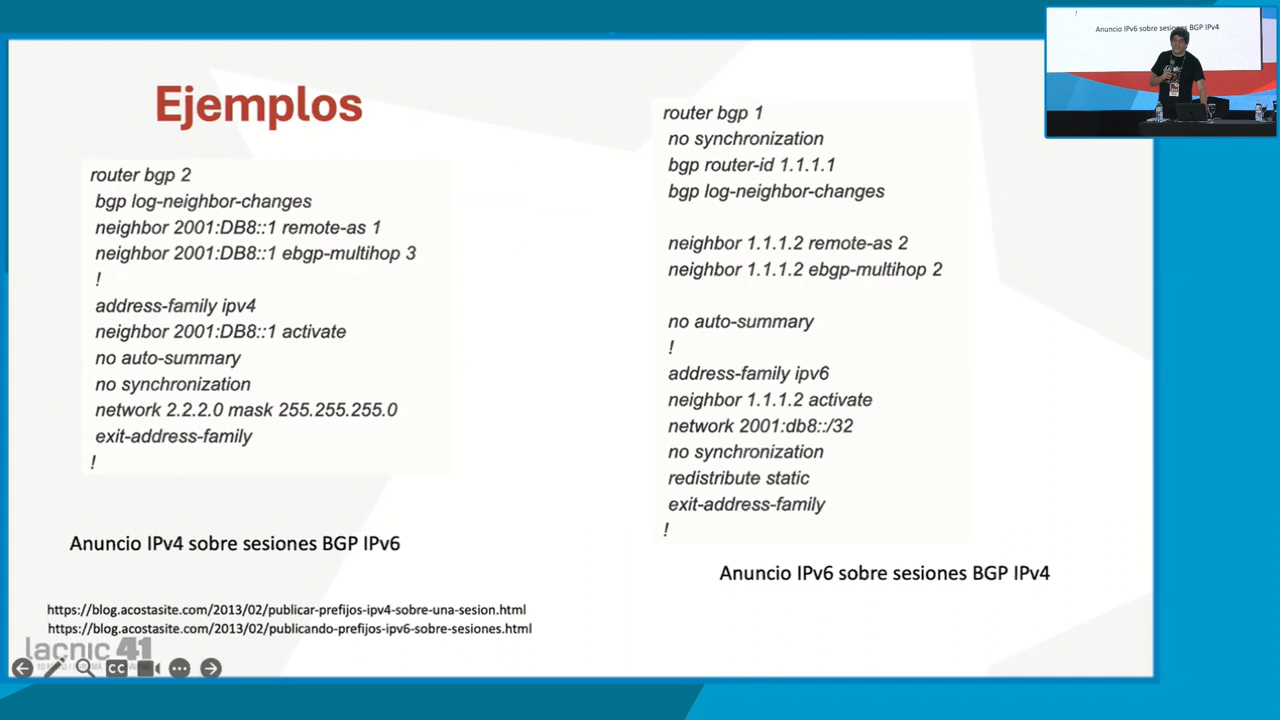 Ejemplos
router bgp 2
bgp log-neighbor-changes
neighbor 2001:DB8::1 remote-as 1
neighbor 2001:DB8::1 ebgp-multihop 3
!
address-family ipv4
neighbor 2001:DB8::1 activate
no auto-summary
no synchronization
network 2.2.2.0 mask 255.255.255.0
exit-address-family
!
Anuncio IPv4 sobre sesiones BGP IPv6
router bgp 1
no synchronization
bgp router-id 1.1.1.1
bgp log-neighbor-changes
neighbor 1.1.1.2 remote-as 2
neighbor 1.1.1.2 ebgp-multihop 2
no auto-summary
!
address-family ipv6
neighbor 1.1.1.2 activate
network 2001:db8::/32
no synchronization
redistribute static
exit-address-family
!
Anuncio IPv6 sobre sesiones BGP IPv4
https://blog.acostasite.com/2013/02/publicar-prefijos-ipv4-sobre-una-sesion.html
https://blog.acostasite.com/2013/02/publicando-prefijos-ipv6-sobre-sesiones.html
lacnic 41
CC
!
Anuncio IPv6 sobre sesiones BGP IPv4